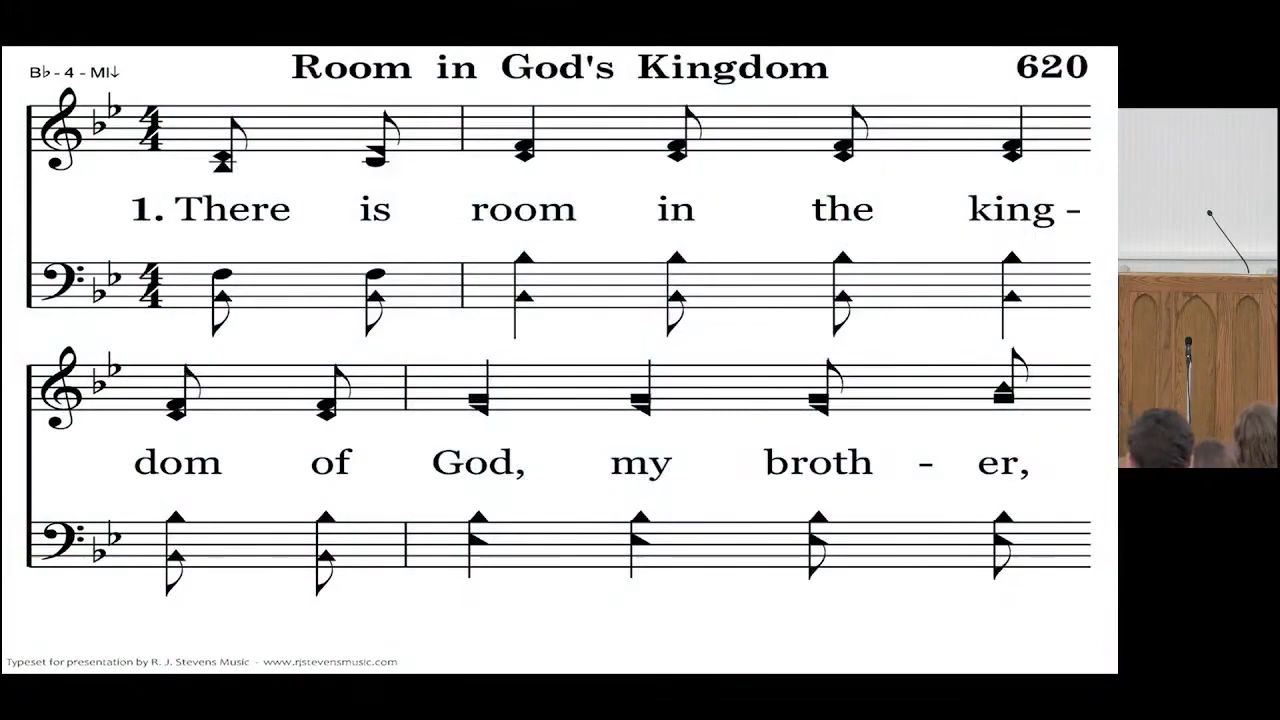 B♭ - 4 - MI↓
Room in God's Kingdom
620
1. There is room in the king -
dom of God, my broth - er,
Typeset for presentation by R. J. Stevens Music - www.rjstevensmusic.com